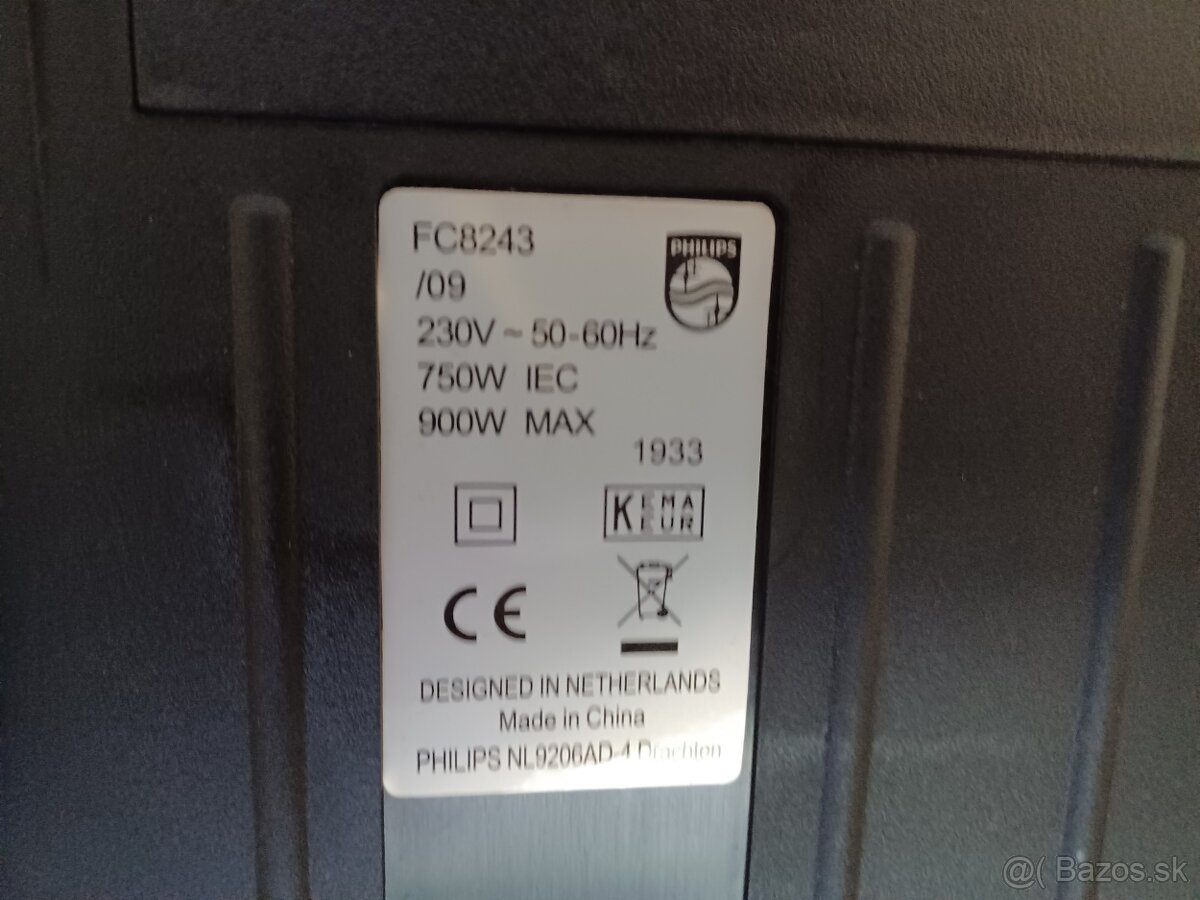 FC8243
PHILIPS
/09
230V ~ 50-60Hz
750W IEC
900W MAX
1933
KEMA
EUR
CE
DESIGNED IN NETHERLANDS
Made in China
PHILIPS NL9206AD-4 Drachten
@( Bazos.sk